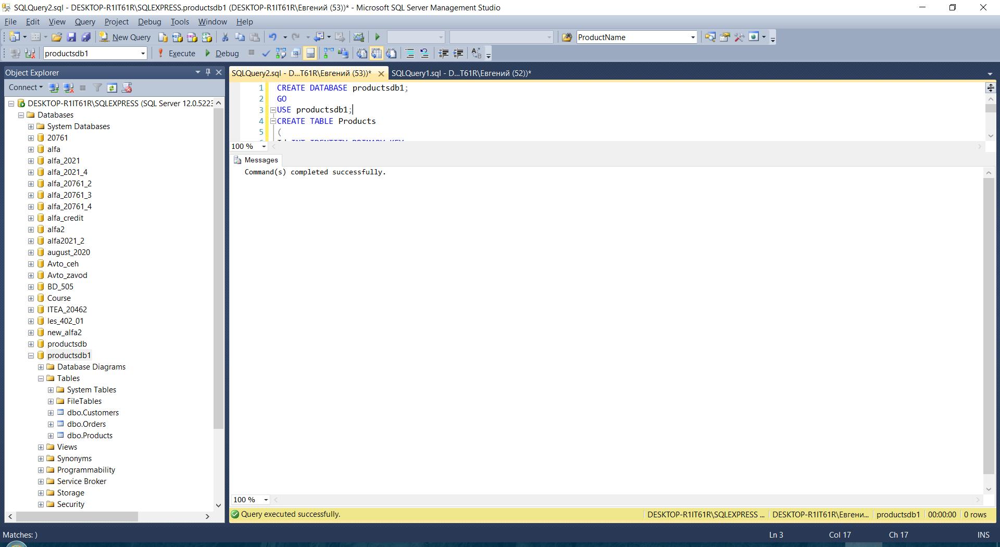 SQLQuery2.sql - DESKTOP-R1IT61R\SQLEXPRESS.productsdb1 (DESKTOP-R1IT61R\Евгений (53))* - Microsoft SQL Server Management Studio
File Edit View Query Project Debug Tools Window Help
New Query ProductName
productsdb1 Execute Debug
Object Explorer
Connect
DESKTOP-R1IT61R\SQLEXPRESS (SQL Server 12.0.5223
Databases
System Databases
20761
alfa
alfa_2021
alfa_2021_4
alfa_20761_2
alfa_20761_3
alfa_20761_4
alfa_credit
alfa2
alfa2021_2
august_2020
Avto_ceh
Avto_zavod
BD_505
Course
ITEA_20462
les_402_01
new_alfa2
productsdb
productsdb1
Database Diagrams
Tables
System Tables
FileTables
dbo.Customers
dbo.Orders
dbo.Products
Views
Synonyms
Programmability
Service Broker
Storage
Security
SQLQuery2.sql - D...T61R\Евгений (53))* SQLQuery1.sql - D...T61R\Евгений (52))*
1 CREATE DATABASE productsdb1;
2 GO
3 USE productsdb1;
4 CREATE TABLE Products
5 (
6 Id INT IDENTITY PRIMARY KEY
100 %
Messages
Command(s) completed successfully.
100 %
Query executed successfully. DESKTOP-R1IT61R\SQLEXPRESS ... DESKTOP-R1IT61R\Евгени... productsdb1 00:00:00 0 rows
Matches: ) Ln 3 Col 17 Ch 17 INS